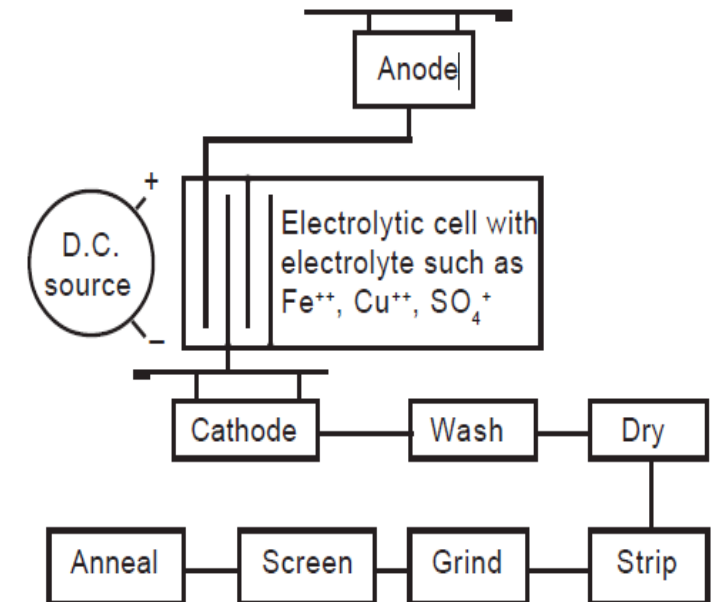 Anode
+
D.C.
source
–
Electrolytic cell with
electrolyte such as
Fe⁺⁺, Cu⁺⁺, SO₄⁺
Cathode
Wash
Dry
Anneal
Screen
Grind
Strip